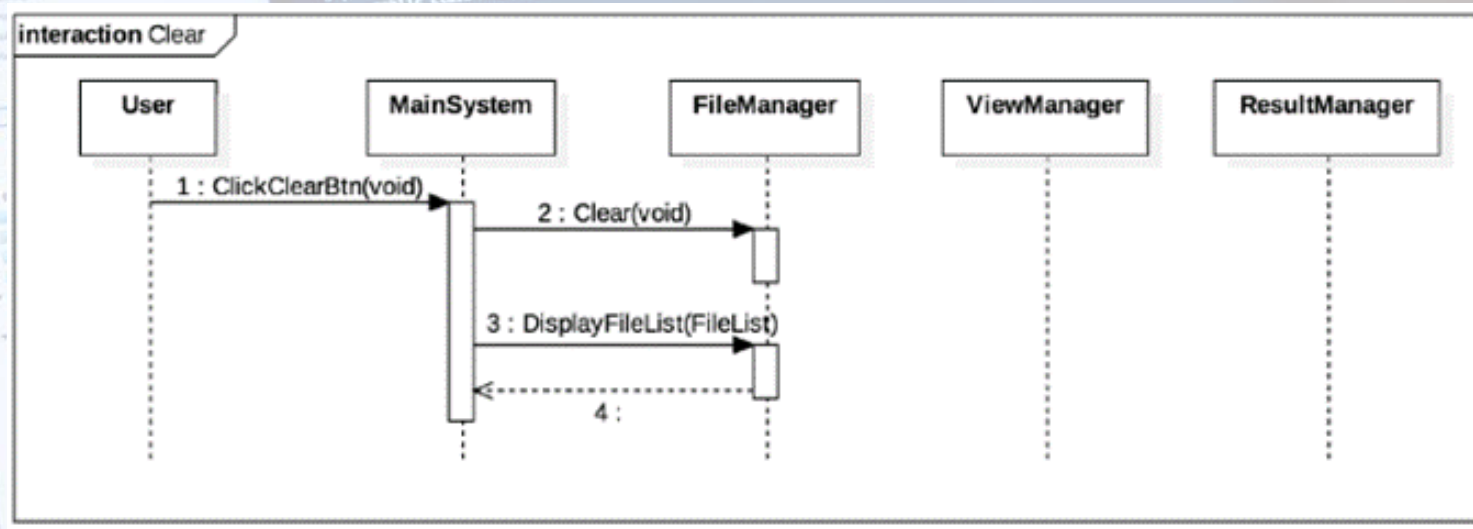 interaction Clear
User
MainSystem
FileManager
ViewManager
ResultManager
1 : ClickClearBtn(void)
2 : Clear(void)
3 : DisplayFileList(FileList)
4 :